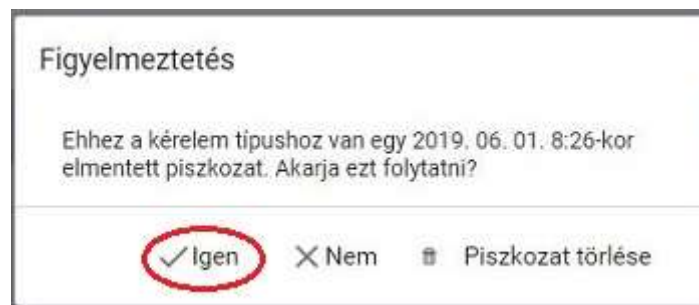 Figyelmeztetés
Ehhez a kérelem típushoz van egy 2019. 06. 01. 8:26-kor
elmentett piszkozat. Akarja ezt folytatni?
Igen Nem Piszkozat törlése